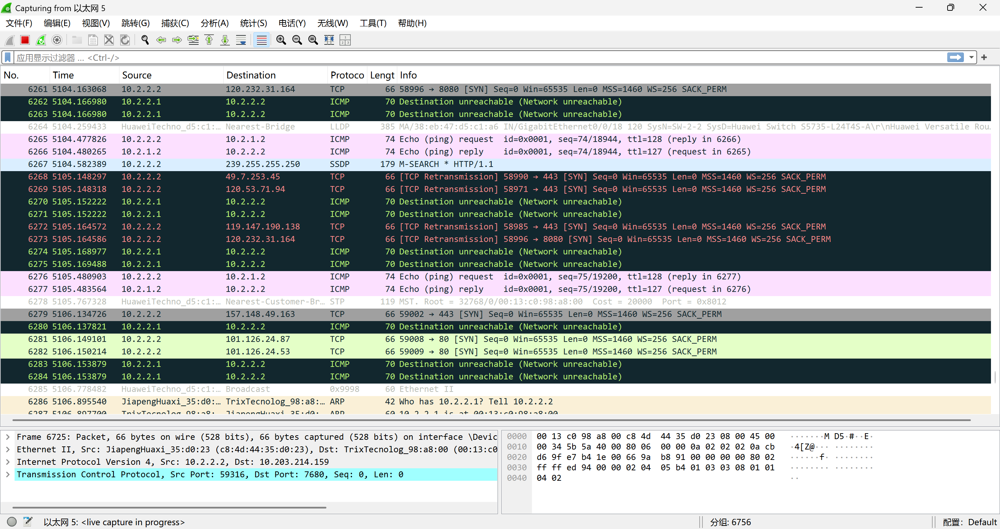 Capturing from 以太网 5
文件(F) 编辑(E) 视图(V) 跳转(G) 捕获(C) 分析(A) 统计(S) 电话(Y) 无线(W) 工具(T) 帮助(H)
应用显示过滤器 … <Ctrl-/>
No. Time Source Destination Protoco Lengt Info
6261 5104.163068 10.2.2.2 120.232.31.164 TCP 66 58996 → 8080 [SYN] Seq=0 Win=65535 Len=0 MSS=1460 WS=256 SACK_PERM
6262 5104.166980 10.2.2.1 10.2.2.2 ICMP 70 Destination unreachable (Network unreachable)
6263 5104.166980 10.2.2.1 10.2.2.2 ICMP 70 Destination unreachable (Network unreachable)
6264 5104.259433 HuaweiTechno_d5:c1:… Nearest-Bridge LLDP 385 MA/38:eb:47:d5:c1:a6 IN/GigabitEthernet0/0/18 120 SysN=SW-2-2 SysD=Huawei Switch S5735-L24T4S-A\r\nHuawei Versatile Rou…
6265 5104.477826 10.2.2.2 10.2.1.2 ICMP 74 Echo (ping) request id=0x0001, seq=74/18944, ttl=128 (reply in 6266)
6266 5104.480265 10.2.1.2 10.2.2.2 ICMP 74 Echo (ping) reply id=0x0001, seq=74/18944, ttl=127 (request in 6265)
6267 5104.582389 10.2.2.2 239.255.255.250 SSDP 179 M-SEARCH * HTTP/1.1
6268 5105.148297 10.2.2.2 49.7.253.45 TCP 66 [TCP Retransmission] 58990 → 443 [SYN] Seq=0 Win=65535 Len=0 MSS=1460 WS=256 SACK_PERM
6269 5105.148318 10.2.2.2 120.53.71.94 TCP 66 [TCP Retransmission] 58971 → 443 [SYN] Seq=0 Win=65535 Len=0 MSS=1460 WS=256 SACK_PERM
6270 5105.152222 10.2.2.1 10.2.2.2 ICMP 70 Destination unreachable (Network unreachable)
6271 5105.152222 10.2.2.1 10.2.2.2 ICMP 70 Destination unreachable (Network unreachable)
6272 5105.164572 10.2.2.2 119.147.190.138 TCP 66 [TCP Retransmission] 58985 → 443 [SYN] Seq=0 Win=65535 Len=0 MSS=1460 WS=256 SACK_PERM
6273 5105.164586 10.2.2.2 120.232.31.164 TCP 66 [TCP Retransmission] 58996 → 8080 [SYN] Seq=0 Win=65535 Len=0 MSS=1460 WS=256 SACK_PERM
6274 5105.168977 10.2.2.1 10.2.2.2 ICMP 70 Destination unreachable (Network unreachable)
6275 5105.169488 10.2.2.1 10.2.2.2 ICMP 70 Destination unreachable (Network unreachable)
6276 5105.480903 10.2.2.2 10.2.1.2 ICMP 74 Echo (ping) request id=0x0001, seq=75/19200, ttl=128 (reply in 6277)
6277 5105.483564 10.2.1.2 10.2.2.2 ICMP 74 Echo (ping) reply id=0x0001, seq=75/19200, ttl=127 (request in 6276)
6278 5105.767328 HuaweiTechno_d5:c1:… Nearest-Customer-Br… STP 119 MST. Root = 32768/0/00:13:c0:98:a8:00 Cost = 20000 Port = 0x8012
6279 5106.134726 10.2.2.2 157.148.49.163 TCP 66 59002 → 443 [SYN] Seq=0 Win=65535 Len=0 MSS=1460 WS=256 SACK_PERM
6280 5106.137821 10.2.2.1 10.2.2.2 ICMP 70 Destination unreachable (Network unreachable)
6281 5106.149101 10.2.2.2 101.126.24.87 TCP 66 59008 → 80 [SYN] Seq=0 Win=65535 Len=0 MSS=1460 WS=256 SACK_PERM
6282 5106.150214 10.2.2.2 101.126.24.53 TCP 66 59009 → 80 [SYN] Seq=0 Win=65535 Len=0 MSS=1460 WS=256 SACK_PERM
6283 5106.153879 10.2.2.1 10.2.2.2 ICMP 70 Destination unreachable (Network unreachable)
6284 5106.153879 10.2.2.1 10.2.2.2 ICMP 70 Destination unreachable (Network unreachable)
6285 5106.778482 HuaweiTechno_d5:c1:… Broadcast 0x9998 60 Ethernet II
6286 5106.895540 JiapengHuaxi_35:d0:… TrixTecnolog_98:a8:… ARP 42 Who has 10.2.2.1? Tell 10.2.2.2
6287 5106.897700 TrixTecnolog_98:a8:… JiapengHuaxi_35:d0:… ARP 60 10.2.2.1 is at 00:13:c0:98:a8:00
Frame 6725: Packet, 66 bytes on wire (528 bits), 66 bytes captured (528 bits) on interface \Devic
Ethernet II, Src: JiapengHuaxi_35:d0:23 (c8:4d:44:35:d0:23), Dst: TrixTecnolog_98:a8:00 (00:13:c0
Internet Protocol Version 4, Src: 10.2.2.2, Dst: 10.203.214.159
Transmission Control Protocol, Src Port: 59316, Dst Port: 7680, Seq: 0, Len: 0
0000 00 13 c0 98 a8 00 c8 4d 44 35 d0 23 08 00 45 00 ·······M D5·#··E·
0010 00 34 5b 5a 40 00 80 06 00 00 0a 02 02 02 0a cb ·4[Z@··· ········
0020 d6 9f e7 b4 1e 00 66 9a b8 91 00 00 00 00 80 02 ······f· ········
0030 ff ff ed 94 00 00 02 04 05 b4 01 03 03 08 01 01 ········ ········
0040 04 02 ··
以太网 5: <live capture in progress> 分组: 6756 配置: Default